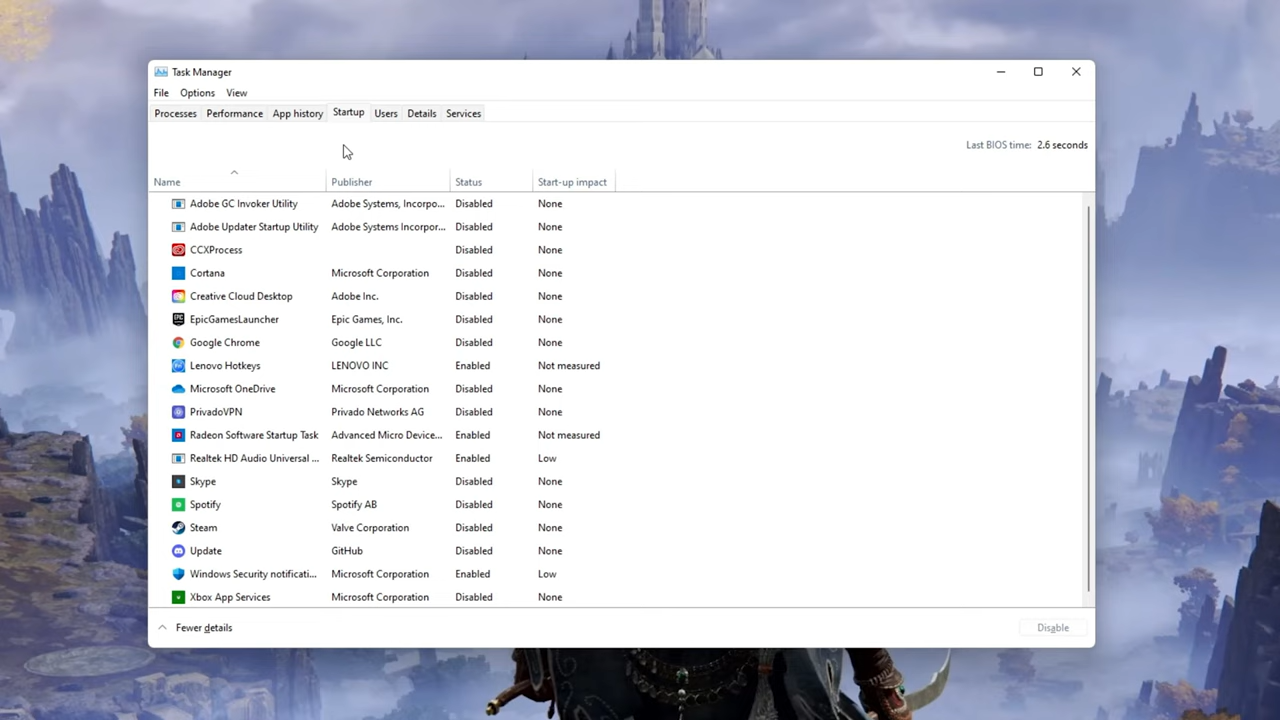 Task Manager
File Options View
Processes Performance App history Startup Users Details Services
Last BIOS time: 2.6 seconds
Name Publisher Status Start-up impact
Adobe GC Invoker Utility Adobe Systems, Incorpo... Disabled None
Adobe Updater Startup Utility Adobe Systems Incorpor... Disabled None
CCXProcess Disabled None
Cortana Microsoft Corporation Disabled None
Creative Cloud Desktop Adobe Inc. Disabled None
EpicGamesLauncher Epic Games, Inc. Disabled None
Google Chrome Google LLC Disabled None
Lenovo Hotkeys LENOVO INC Enabled Not measured
Microsoft OneDrive Microsoft Corporation Disabled None
PrivadoVPN Privado Networks AG Disabled None
Radeon Software Startup Task Advanced Micro Device... Enabled Not measured
Realtek HD Audio Universal ... Realtek Semiconductor Enabled Low
Skype Skype Disabled None
Spotify Spotify AB Disabled None
Steam Valve Corporation Disabled None
Update GitHub Disabled None
Windows Security notificati... Microsoft Corporation Enabled Low
Xbox App Services Microsoft Corporation Disabled None
Fewer details Disable